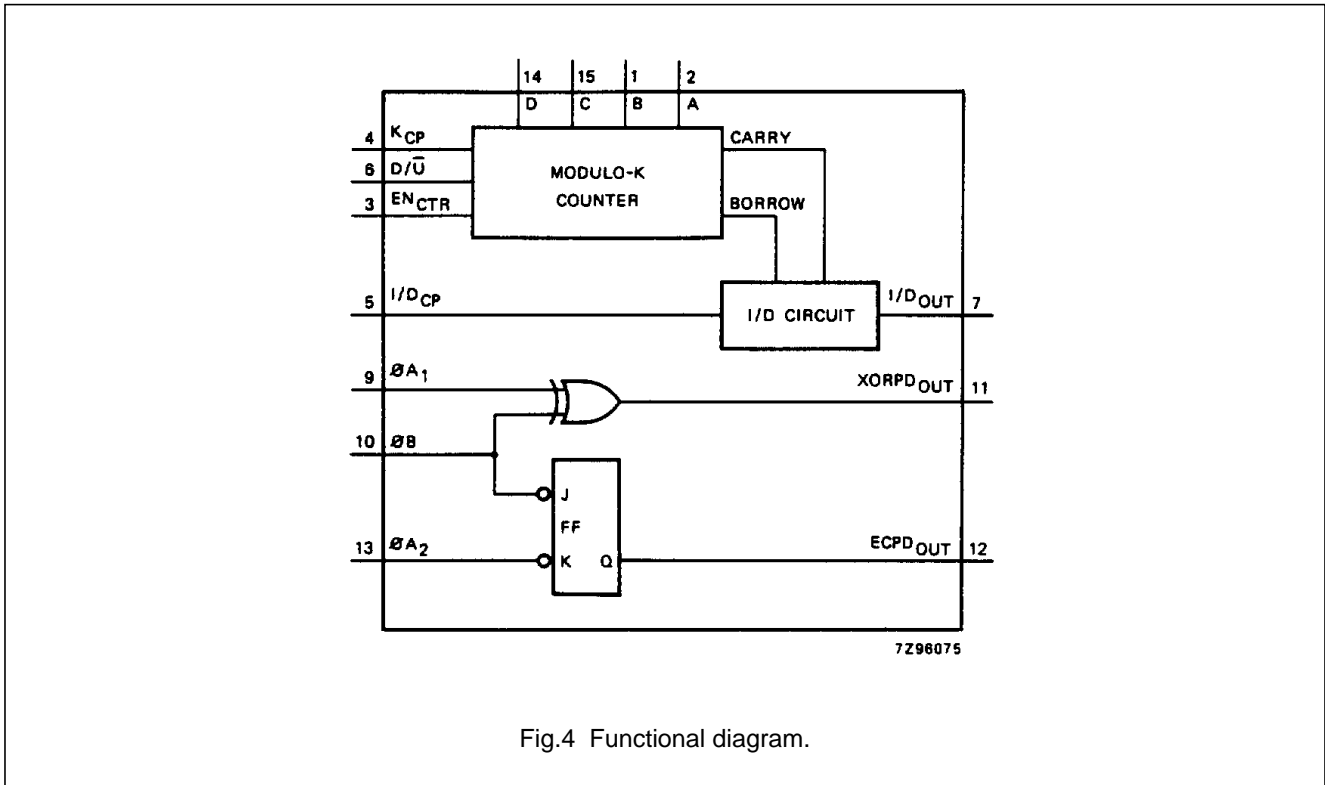 14 15 1 2
D C B A
4 KCP CARRY
6 D/Ū MODULO-K
COUNTER
3 ENCTR BORROW
5 I/DCP I/D CIRCUIT I/DOUT 7
9 ØA1 XORPDOUT 11
10 ØB
J
FF
13 ØA2 K Q ECPDOUT 12
7Z96075
Fig.4 Functional diagram.